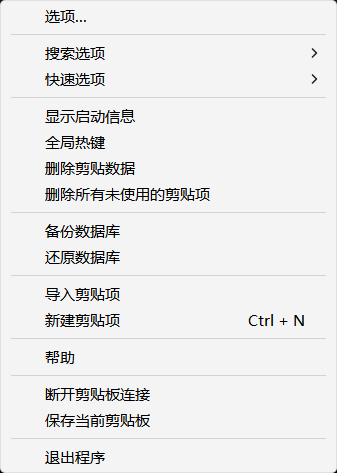 选项...
搜索选项
快速选项
显示启动信息
全局热键
删除剪贴数据
删除所有未使用的剪贴项
备份数据库
还原数据库
导入剪贴项
新建剪贴项 Ctrl + N
帮助
断开剪贴板连接
保存当前剪贴板
退出程序